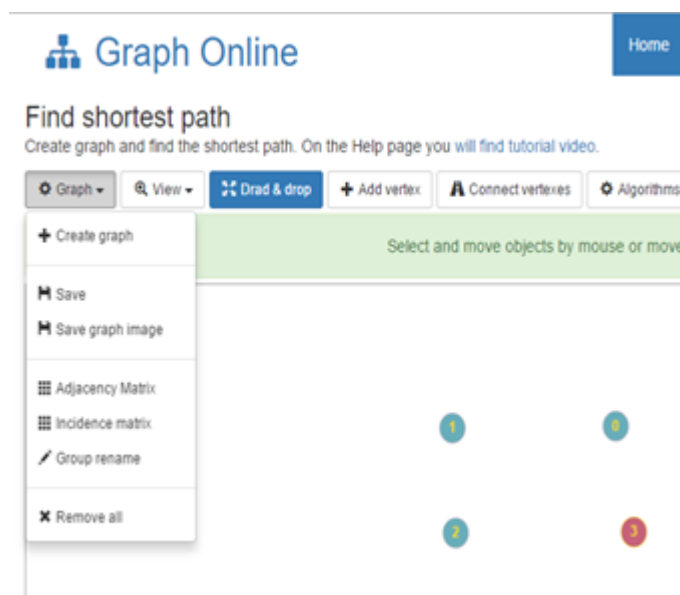 Graph Online
Home
Find shortest path
Create graph and find the shortest path. On the Help page you will find tutorial video.
Graph View Drad & drop Add vertex Connect vertexes Algorithms
Create graph
Select and move objects by mouse or move
Save
Save graph image
Adjacency Matrix
Incidence matrix
Group rename
Remove all
1 0
2 3